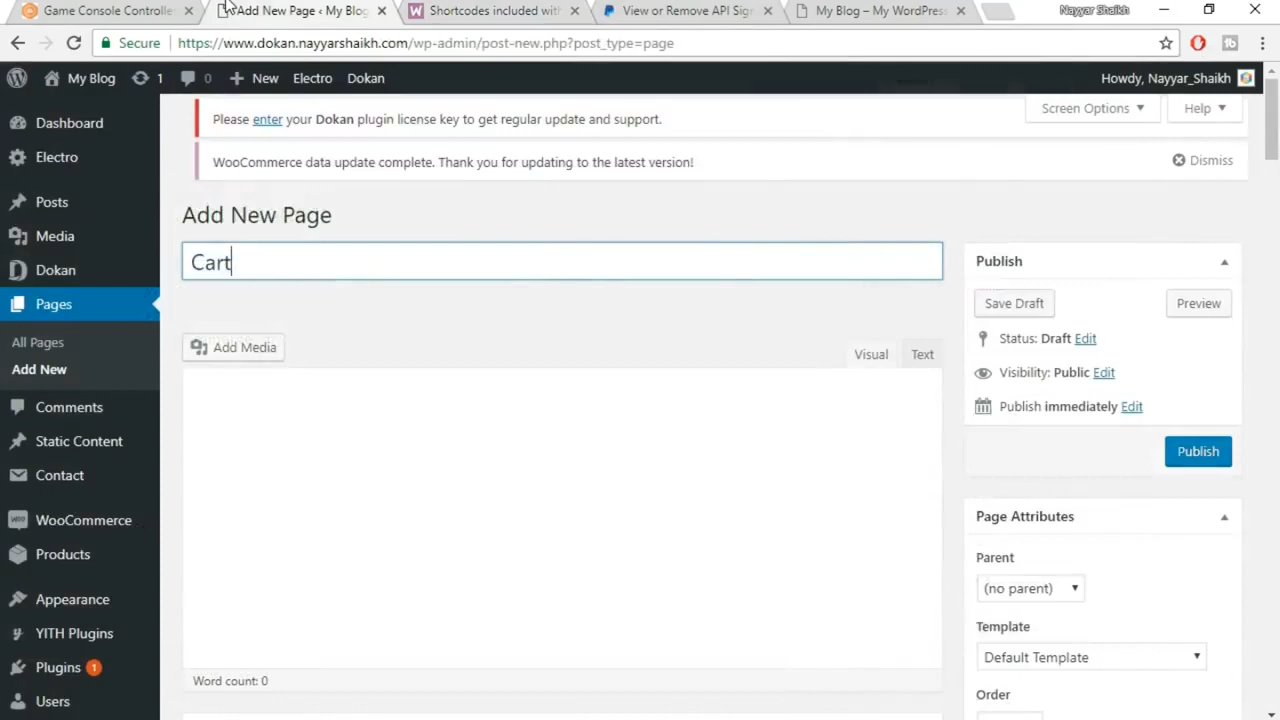 Game Console Controlle
Add New Page ‹ My Blog
Shortcodes included with
View or Remove API Sig
My Blog – My WordPress
Nayyar Shaikh
Secure
https://www.dokan.nayyarshaikh.com/wp-admin/post-new.php?post_type=page
My Blog
1
0
New
Electro
Dokan
Howdy, Nayyar_Shaikh
Dashboard
Electro
Posts
Media
Dokan
Pages
All Pages
Add New
Comments
Static Content
Contact
WooCommerce
Products
Appearance
YITH Plugins
Plugins 1
Users
Please enter your Dokan plugin license key to get regular update and support.
Screen Options
Help
WooCommerce data update complete. Thank you for updating to the latest version!
Dismiss
Add New Page
Cart
Add Media
Visual
Text
Word count: 0
Publish
Save Draft
Preview
Status: Draft Edit
Visibility: Public Edit
Publish immediately Edit
Publish
Page Attributes
Parent
(no parent)
Template
Default Template
Order